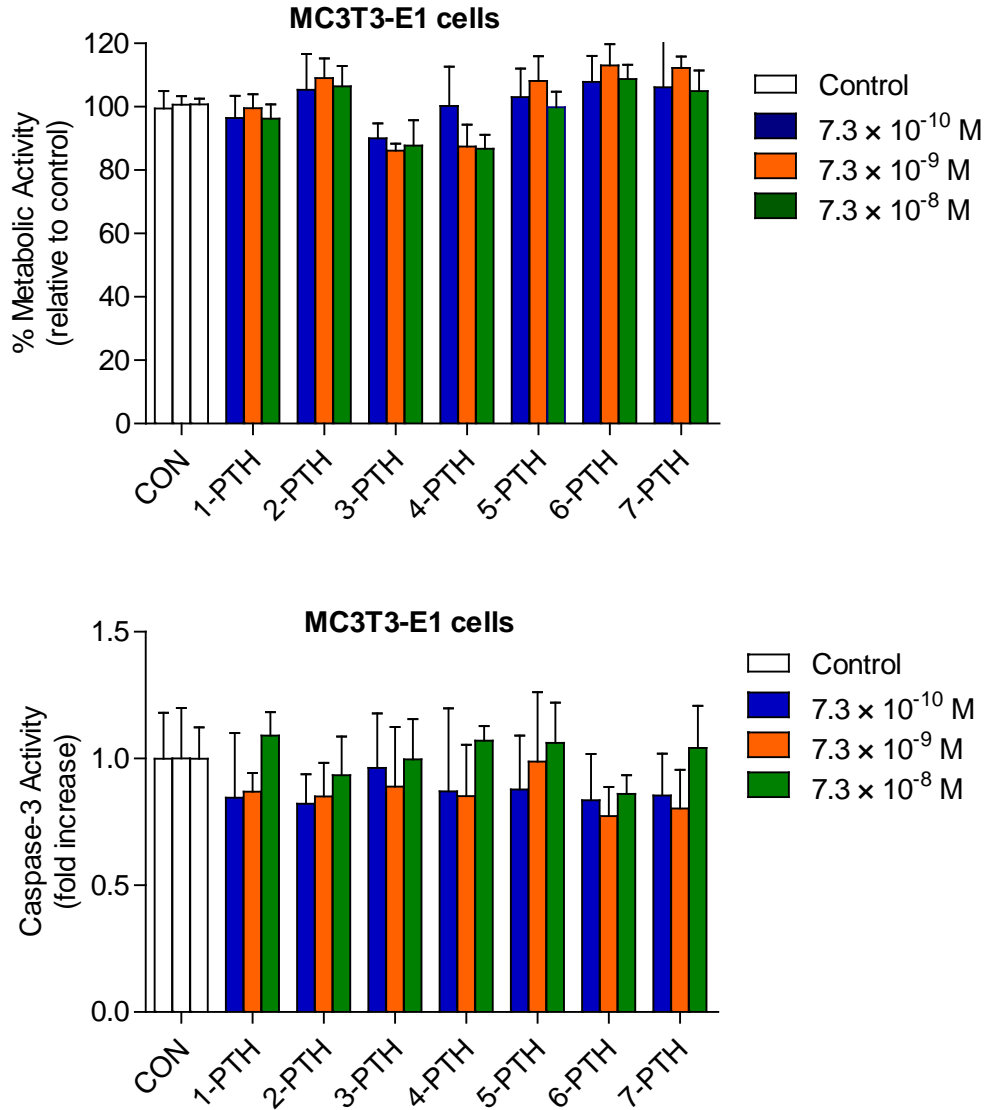 MC3T3-E1 cells
% Metabolic Activity
(relative to control)
120
100
80
60
40
20
0
CON
1-PTH
2-PTH
3-PTH
4-PTH
5-PTH
6-PTH
7-PTH
Control
7.3 × 10⁻¹⁰ M
7.3 × 10⁻⁹ M
7.3 × 10⁻⁸ M
MC3T3-E1 cells
Caspase-3 Activity
(fold increase)
1.5
1.0
0.5
0.0
CON
1-PTH
2-PTH
3-PTH
4-PTH
5-PTH
6-PTH
7-PTH
Control
7.3 × 10⁻¹⁰ M
7.3 × 10⁻⁹ M
7.3 × 10⁻⁸ M